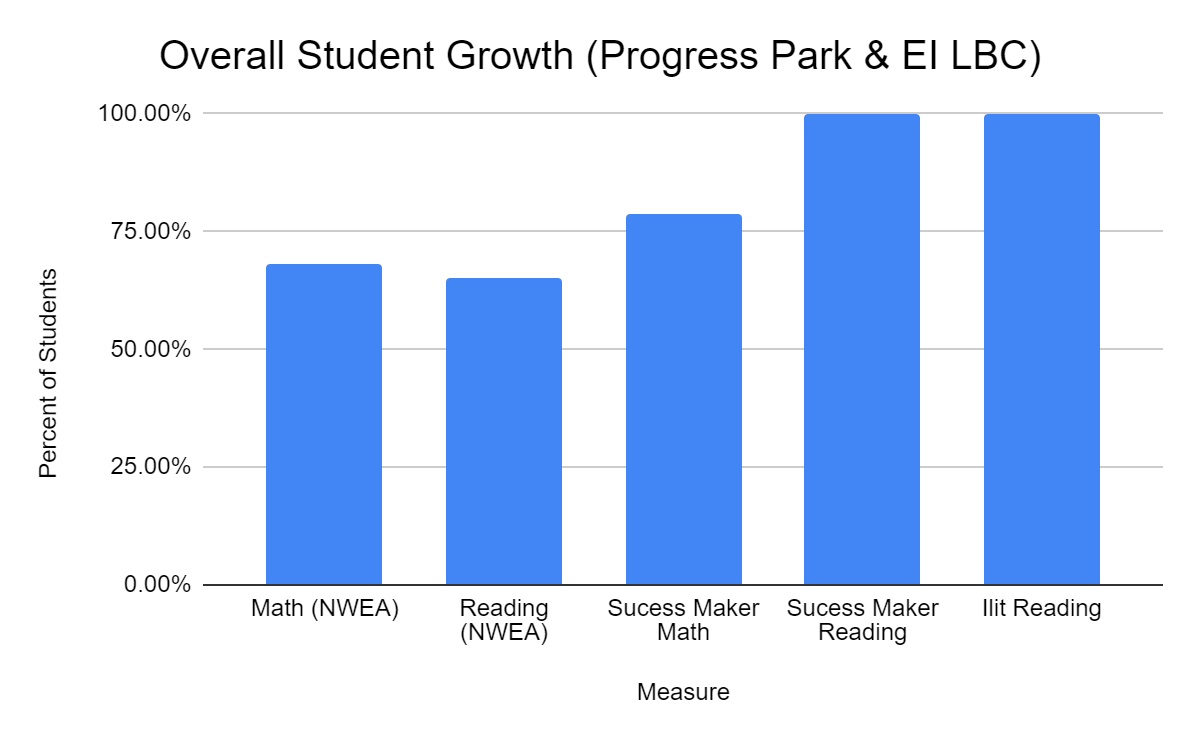 Overall Student Growth (Progress Park & EI LBC)
100.00%
75.00%
50.00%
25.00%
0.00%
Percent of Students
Math (NWEA)
Reading
(NWEA)
Sucess Maker
Math
Sucess Maker
Reading
Ilit Reading
Measure